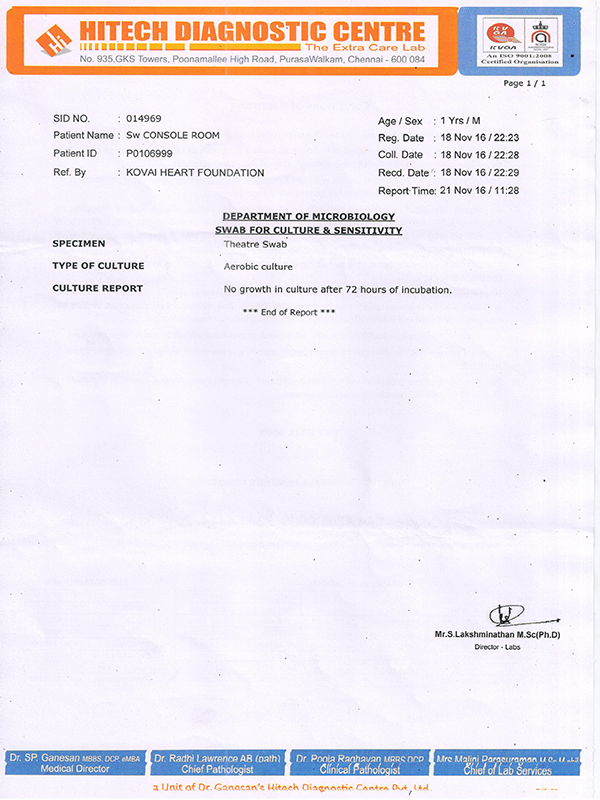 Hi HITECH DIAGNOSTIC CENTRE
The Extra Care Lab
No. 935,GKS Towers, Poonamallee High Road, PurasaWalkam, Chennai - 600 084
An ISO 9001:2008
Certified Organisation
Page 1 / 1
SID NO. : 014969
Patient Name : Sw CONSOLE ROOM
Patient ID : P0106999
Ref. By : KOVAI HEART FOUNDATION
Age / Sex : 1 Yrs / M
Reg. Date : 18 Nov 16 / 22:23
Coll. Date : 18 Nov 16 / 22:28
Recd. Date : 18 Nov 16 / 22:29
Report Time: 21 Nov 16 / 11:28
DEPARTMENT OF MICROBIOLOGY
SWAB FOR CULTURE & SENSITIVITY
SPECIMEN Theatre Swab
TYPE OF CULTURE Aerobic culture
CULTURE REPORT No growth in culture after 72 hours of incubation.
*** End of Report ***
Mr.S.Lakshminathan M.Sc(Ph.D)
Director - Labs
Dr. SP. Ganesan MBBS, DCP, eMBA
Medical Director
Dr. Radhi Lawrence AB (path)
Chief Pathologist
Dr. Pooja Raghavan MBBS DCP
Clinical Pathologist
Mrs Malini Parasuraman
Chief of Lab Services
a Unit of Dr. Ganesan's Hitech Diagnostic Centre Pvt. Ltd.